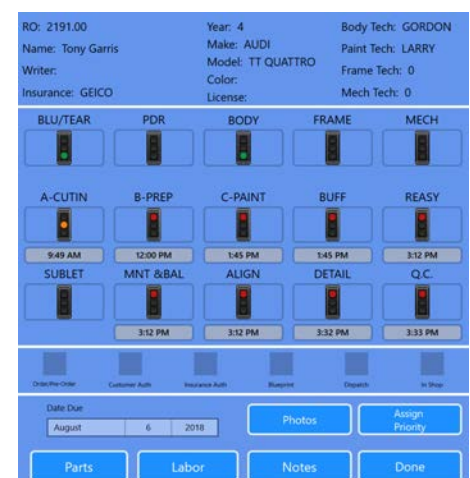 RO: 2191.00 Year: 4 Body Tech: GORDON
Name: Tony Garris Make: AUDI Paint Tech: LARRY
Writer: Model: TT QUATTRO Frame Tech: 0
Insurance: GEICO Color: Mech Tech: 0
License:
BLU/TEAR PDR BODY FRAME MECH
A-CUTIN B-PREP C-PAINT BUFF REASY
9:49 AM 12:00 PM 1:45 PM 1:45 PM 3:12 PM
SUBLET MNT &BAL ALIGN DETAIL Q.C.
3:12 PM 3:12 PM 3:32 PM 3:33 PM
Order/Pre-Order Customer Auth Insurance Auth Blueprint Dispatch In Shop
Date Due
August 6 2018
Photos
Assign
Priority
Parts Labor Notes Done